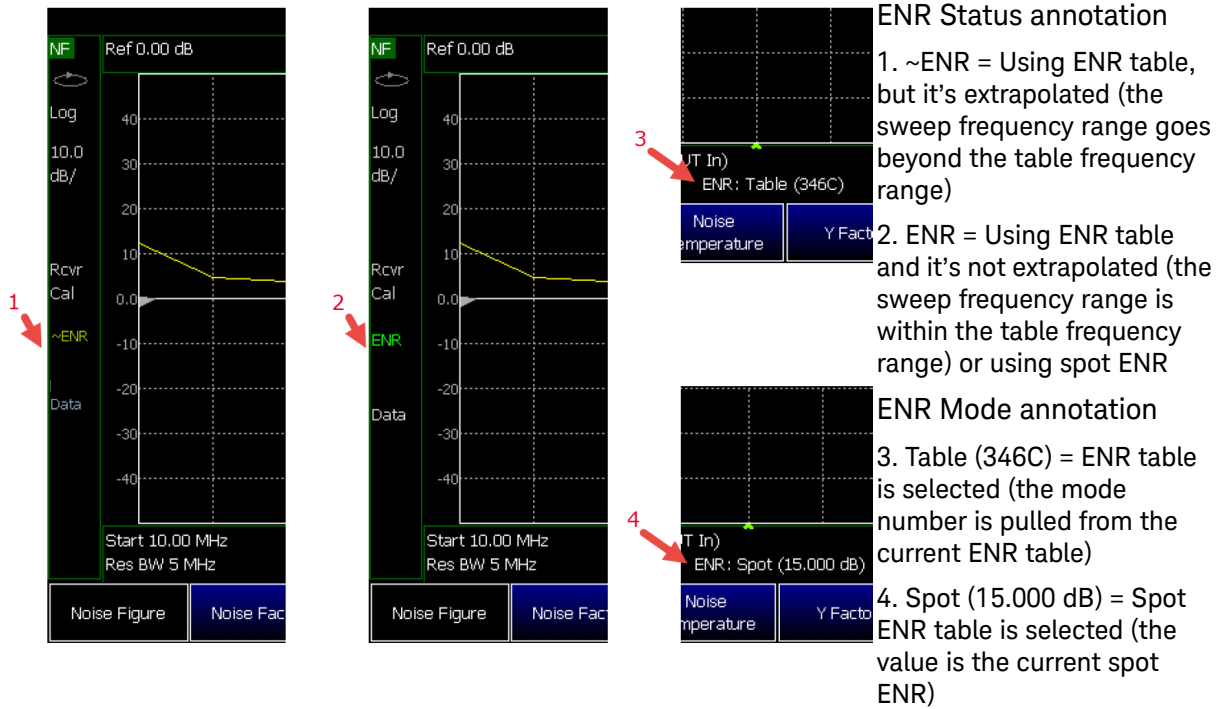 NF
Ref 0.00 dB
Log
10.0
dB/
40
30
20
10
0.0
-10
-20
-30
-40
Rcvr
Cal
1
~ENR
Data
Start 10.00 MHz
Res BW 5 MHz
Noise Figure
Noise Fac
NF
Ref 0.00 dB
Log
10.0
dB/
40
30
20
10
0.0
-10
-20
-30
-40
Rcvr
Cal
2
ENR
Data
Start 10.00 MHz
Res BW 5 MHz
Noise Figure
Noise Fact
3
UT In)
ENR: Table (346C)
Noise
emperature
Y Facto
4
T In)
ENR: Spot (15.000 dB)
Noise
mperature
Y Facto
ENR Status annotation
1. ~ENR = Using ENR table,
but it's extrapolated (the
sweep frequency range goes
beyond the table frequency
range)
2. ENR = Using ENR table
and it's not extrapolated (the
sweep frequency range is
within the table frequency
range) or using spot ENR
ENR Mode annotation
3. Table (346C) = ENR table
is selected (the mode
number is pulled from the
current ENR table)
4. Spot (15.000 dB) = Spot
ENR table is selected (the
value is the current spot
ENR)